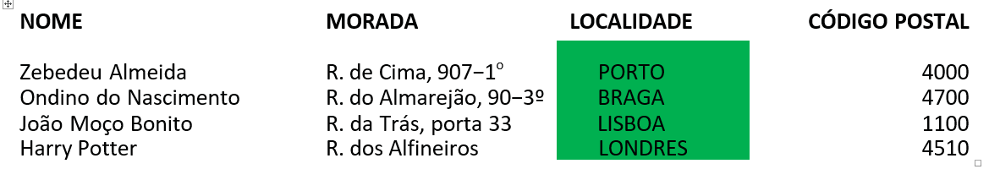 NOME MORADA LOCALIDADE CÓDIGO POSTAL
Zebedeu Almeida R. de Cima, 907−1º PORTO 4000
Ondino do Nascimento R. do Almarejão, 90−3º BRAGA 4700
João Moço Bonito R. da Trás, porta 33 LISBOA 1100
Harry Potter R. dos Alfineiros LONDRES 4510